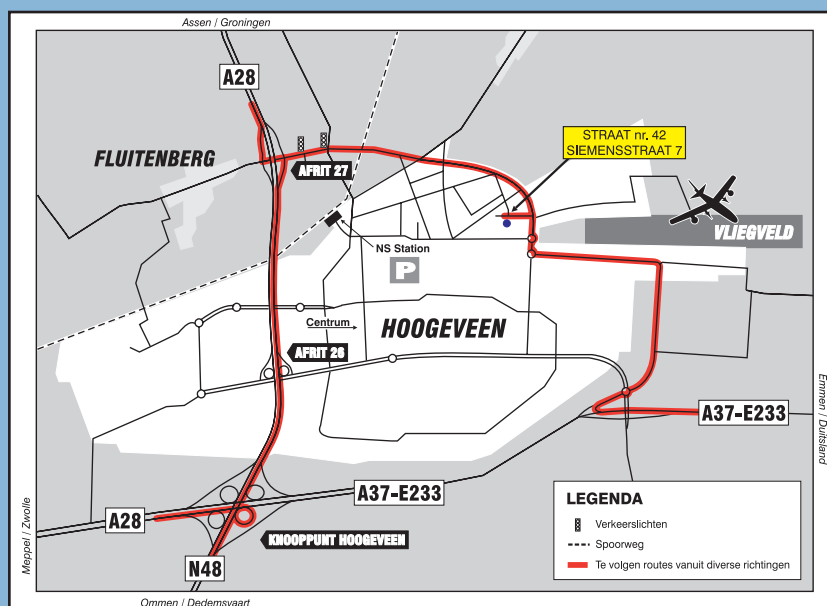 Assen / Groningen
A28
FLUITENBERG
STRAAT nr. 42
SIEMENSSTRAAT 7
AFRIT 27
VLIEGVELD
NS Station
P
Centrum
HOOGEVEEN
AFRIT 26
Emmen / Duitsland
A37-E233
A37-E233
A28
Meppel / Zwolle
KNOOPPUNT HOOGEVEEN
N48
Ommen / Dedemsvaart
LEGENDA
Verkeerslichten
Spoorweg
Te volgen routes vanuit diverse richtingen